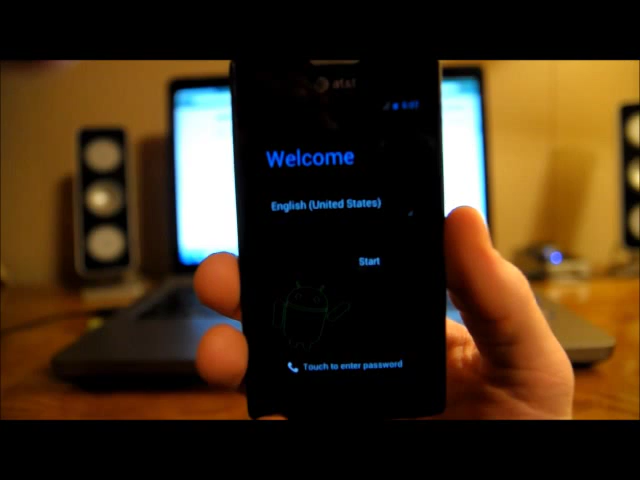 at&t
Welcome
English (United States)
Start
Touch to enter password